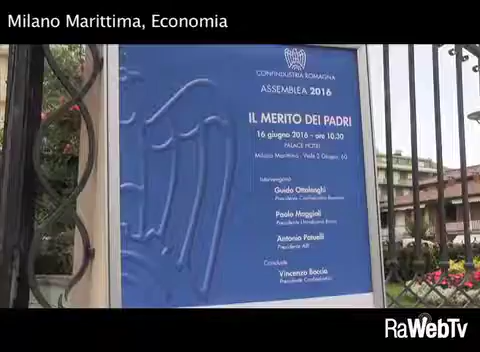 Milano Marittima, Economia
CONFINDUSTRIA ROMAGNA
ASSEMBLEA 2016
IL MERITO DEI PADRI
16 giugno 2016 – ore 10.30
PALACE HOTEL
Milano Marittima - Viale 2 Giugno, 60
Intervengono
Guido Ottolenghi
Presidente Confindustria Romagna
Paolo Maggioli
Antonio Patuelli
Presidente ABI
Conclude
Vincenzo Boccia
Presidente Confindustria
RaWebTv